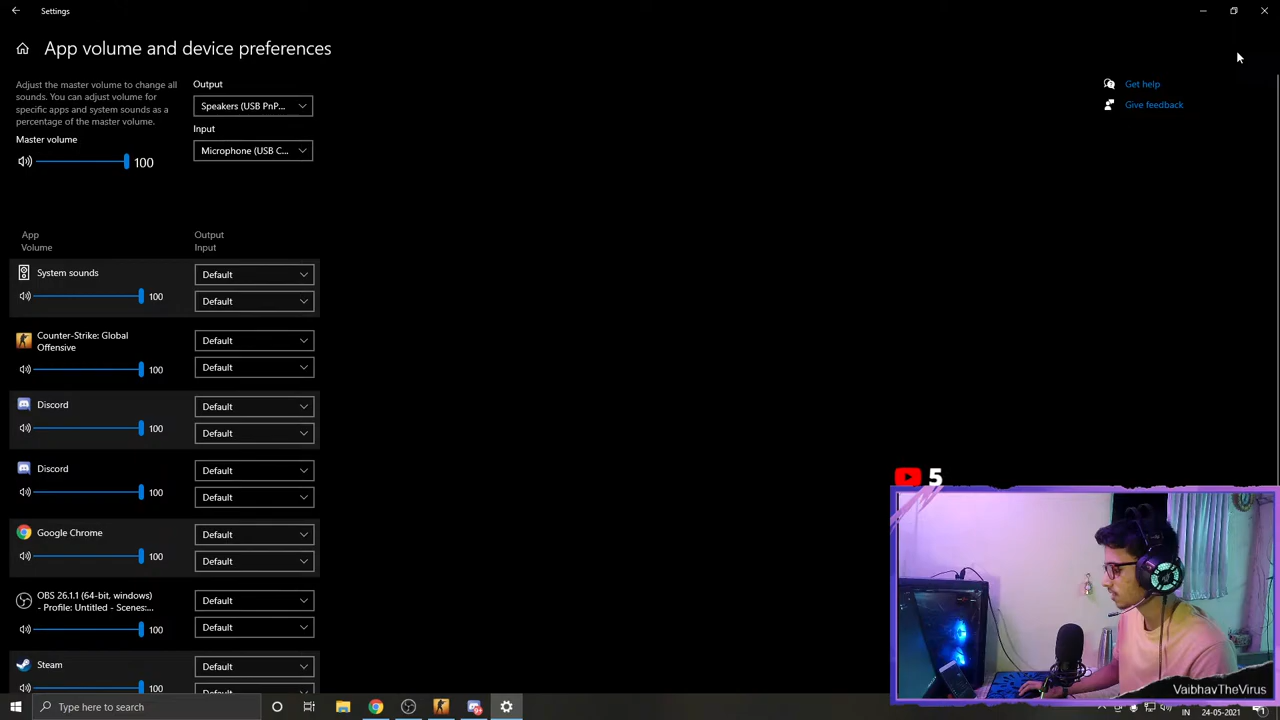 Settings
App volume and device preferences
Adjust the master volume to change all
sounds. You can adjust volume for
specific apps and system sounds as a
percentage of the master volume.
Master volume
100
Output
Speakers (USB PnP...
Input
Microphone (USB C...
Get help
Give feedback
App
Volume
Output
Input
System sounds
100
Default
Default
Counter-Strike: Global
Offensive
100
Default
Default
Discord
100
Default
Default
Discord
100
Default
Default
Google Chrome
100
Default
Default
OBS 26.1.1 (64-bit, windows)
- Profile: Untitled - Scenes:...
100
Default
Default
Steam
100
Default
5
VaibhavTheVirus
Type here to search
IN
24-05-2021
1